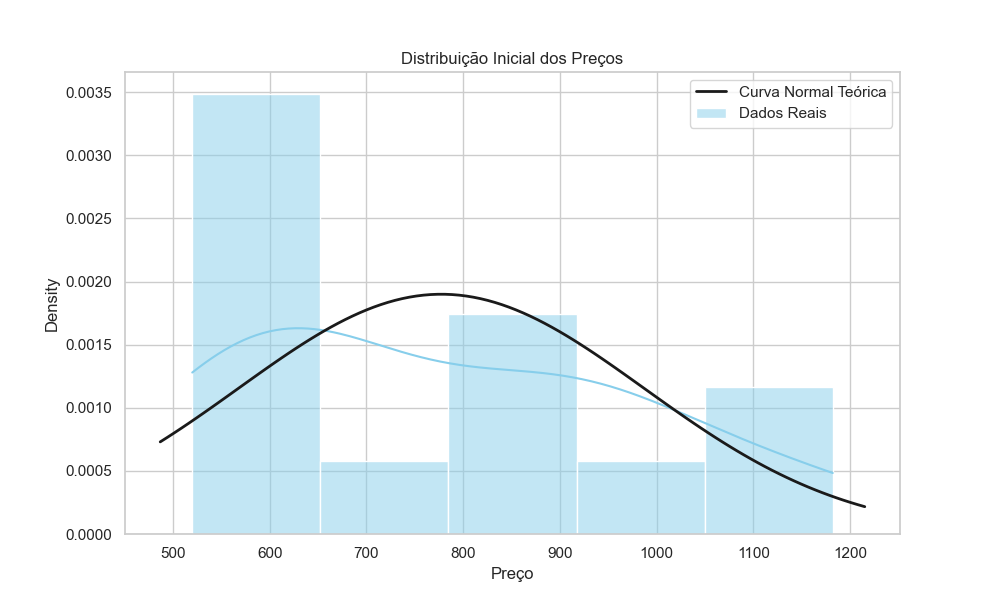 Distribuição Inicial dos Preços
Curva Normal Teórica
Dados Reais
0.0035
0.0030
0.0025
0.0020
0.0015
0.0010
0.0005
0.0000
Density
500 600 700 800 900 1000 1100 1200
Preço